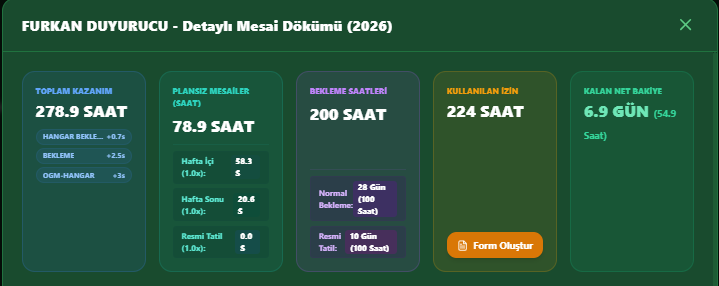 FURKAN DUYURUCU - Detaylı Mesai Dökümü (2026)
TOPLAM KAZANIM
278.9 SAAT
HANGAR BEKLE... +0.7s
BEKLEME +2.5s
OGM-HANGAR +3s
PLANSIZ MESAİLER
(SAAT)
78.9 SAAT
Hafta İçi 58.3
(1.0x): S
Hafta Sonu 20.6
(1.0x): S
Resmi Tatil 0.0
(1.0x): S
BEKLEME SAATLERİ
200 SAAT
Normal 28 Gün
Bekleme: (100
Saat)
Resmi 10 Gün
Tatil: (100 Saat)
KULLANILAN İZİN
224 SAAT
Form Oluştur
KALAN NET BAKİYE
6.9 GÜN (54.9
Saat)